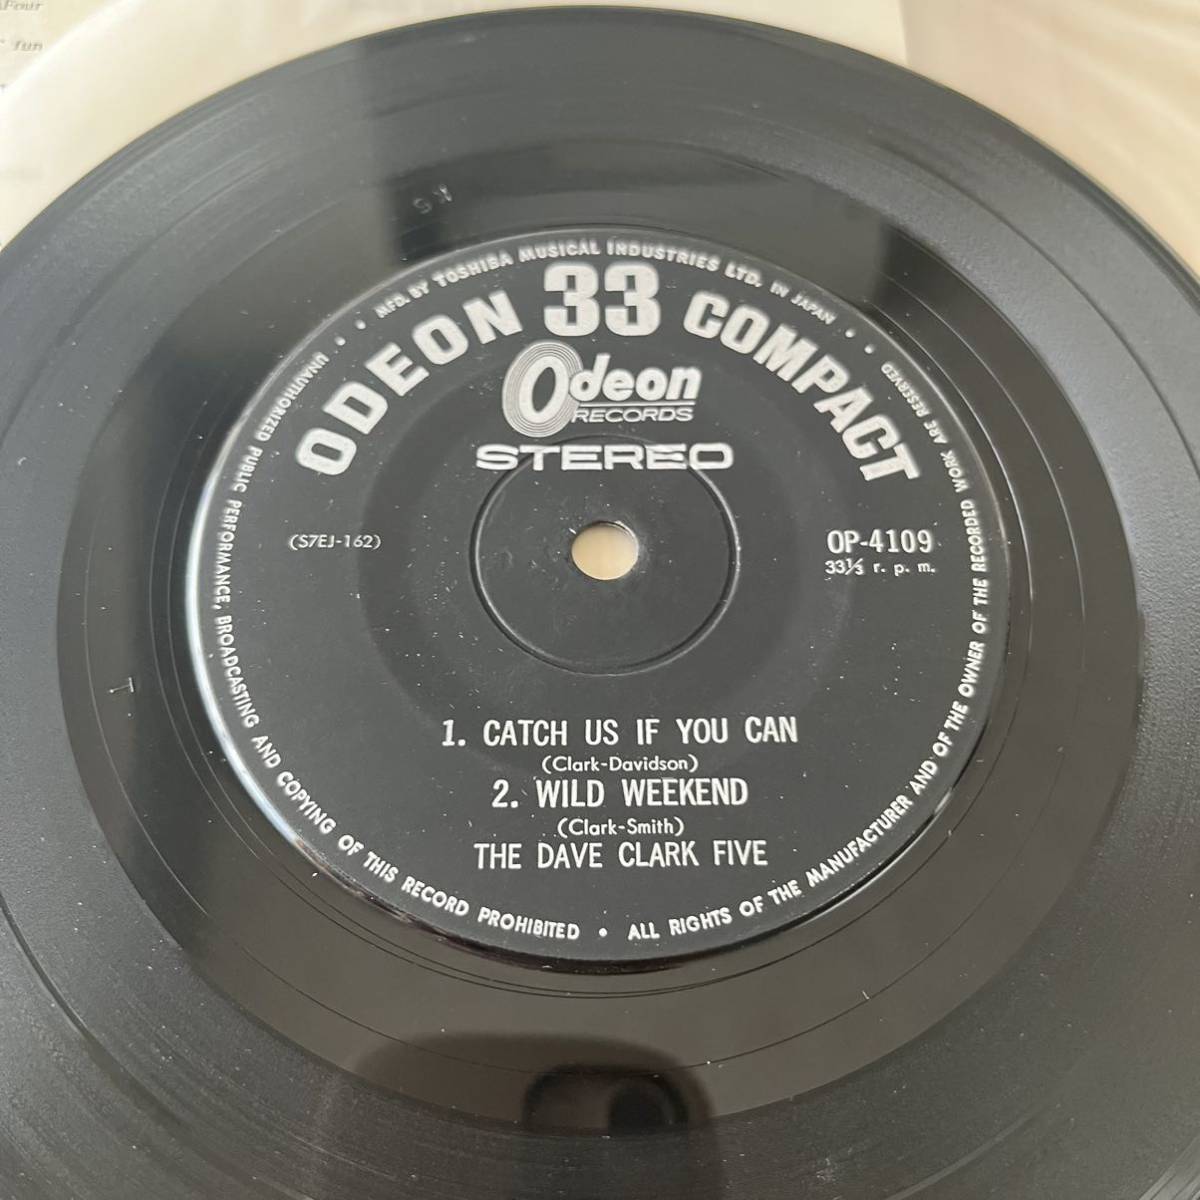 Four
fun
K5
T
MFD. BY TOSHIBA MUSICAL INDUSTRIES LTD. IN JAPAN
ODEON 33 COMPACT
Odeon
RECORDS
STEREO
(S7EJ-162)
OP-4109
33⅓ r. p. m.
1. CATCH US IF YOU CAN
(Clark-Davidson)
2. WILD WEEKEND
(Clark-Smith)
THE DAVE CLARK FIVE
UNAUTHORIZED PUBLIC PERFORMANCE, BROADCASTING AND COPYING OF THIS RECORD PROHIBITED • ALL RIGHTS OF THE MANUFACTURER AND OF THE OWNER OF THE RECORDED WORK ARE RESERVED